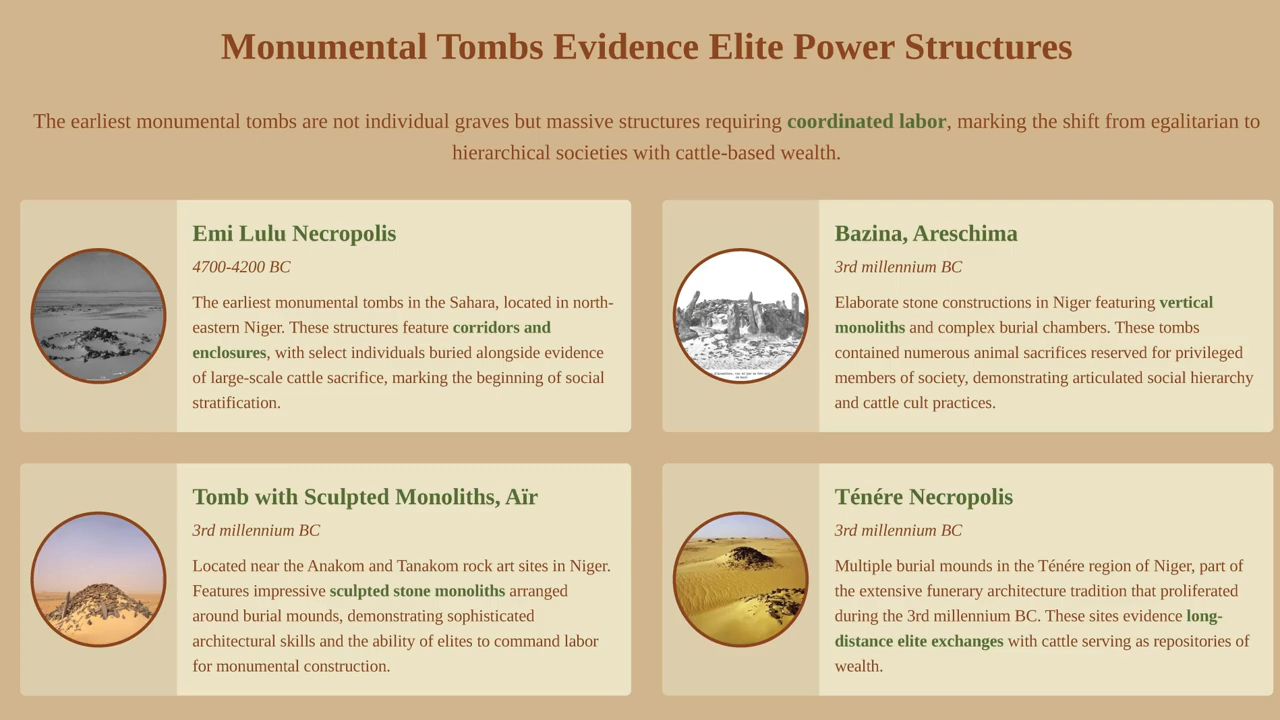 Monumental Tombs Evidence Elite Power Structures
The earliest monumental tombs are not individual graves but massive structures requiring coordinated labor, marking the shift from egalitarian to
hierarchical societies with cattle-based wealth.
Emi Lulu Necropolis
4700-4200 BC
The earliest monumental tombs in the Sahara, located in north-
eastern Niger. These structures feature corridors and
enclosures, with select individuals buried alongside evidence
of large-scale cattle sacrifice, marking the beginning of social
stratification.
Bazina, Areschima
3rd millennium BC
Elaborate stone constructions in Niger featuring vertical
monoliths and complex burial chambers. These tombs
contained numerous animal sacrifices reserved for privileged
members of society, demonstrating articulated social hierarchy
and cattle cult practices.
Tomb with Sculpted Monoliths, Aïr
3rd millennium BC
Located near the Anakom and Tanakom rock art sites in Niger.
Features impressive sculpted stone monoliths arranged
around burial mounds, demonstrating sophisticated
architectural skills and the ability of elites to command labor
for monumental construction.
Ténére Necropolis
3rd millennium BC
Multiple burial mounds in the Ténére region of Niger, part of
the extensive funerary architecture tradition that proliferated
during the 3rd millennium BC. These sites evidence long-
distance elite exchanges with cattle serving as repositories of
wealth.